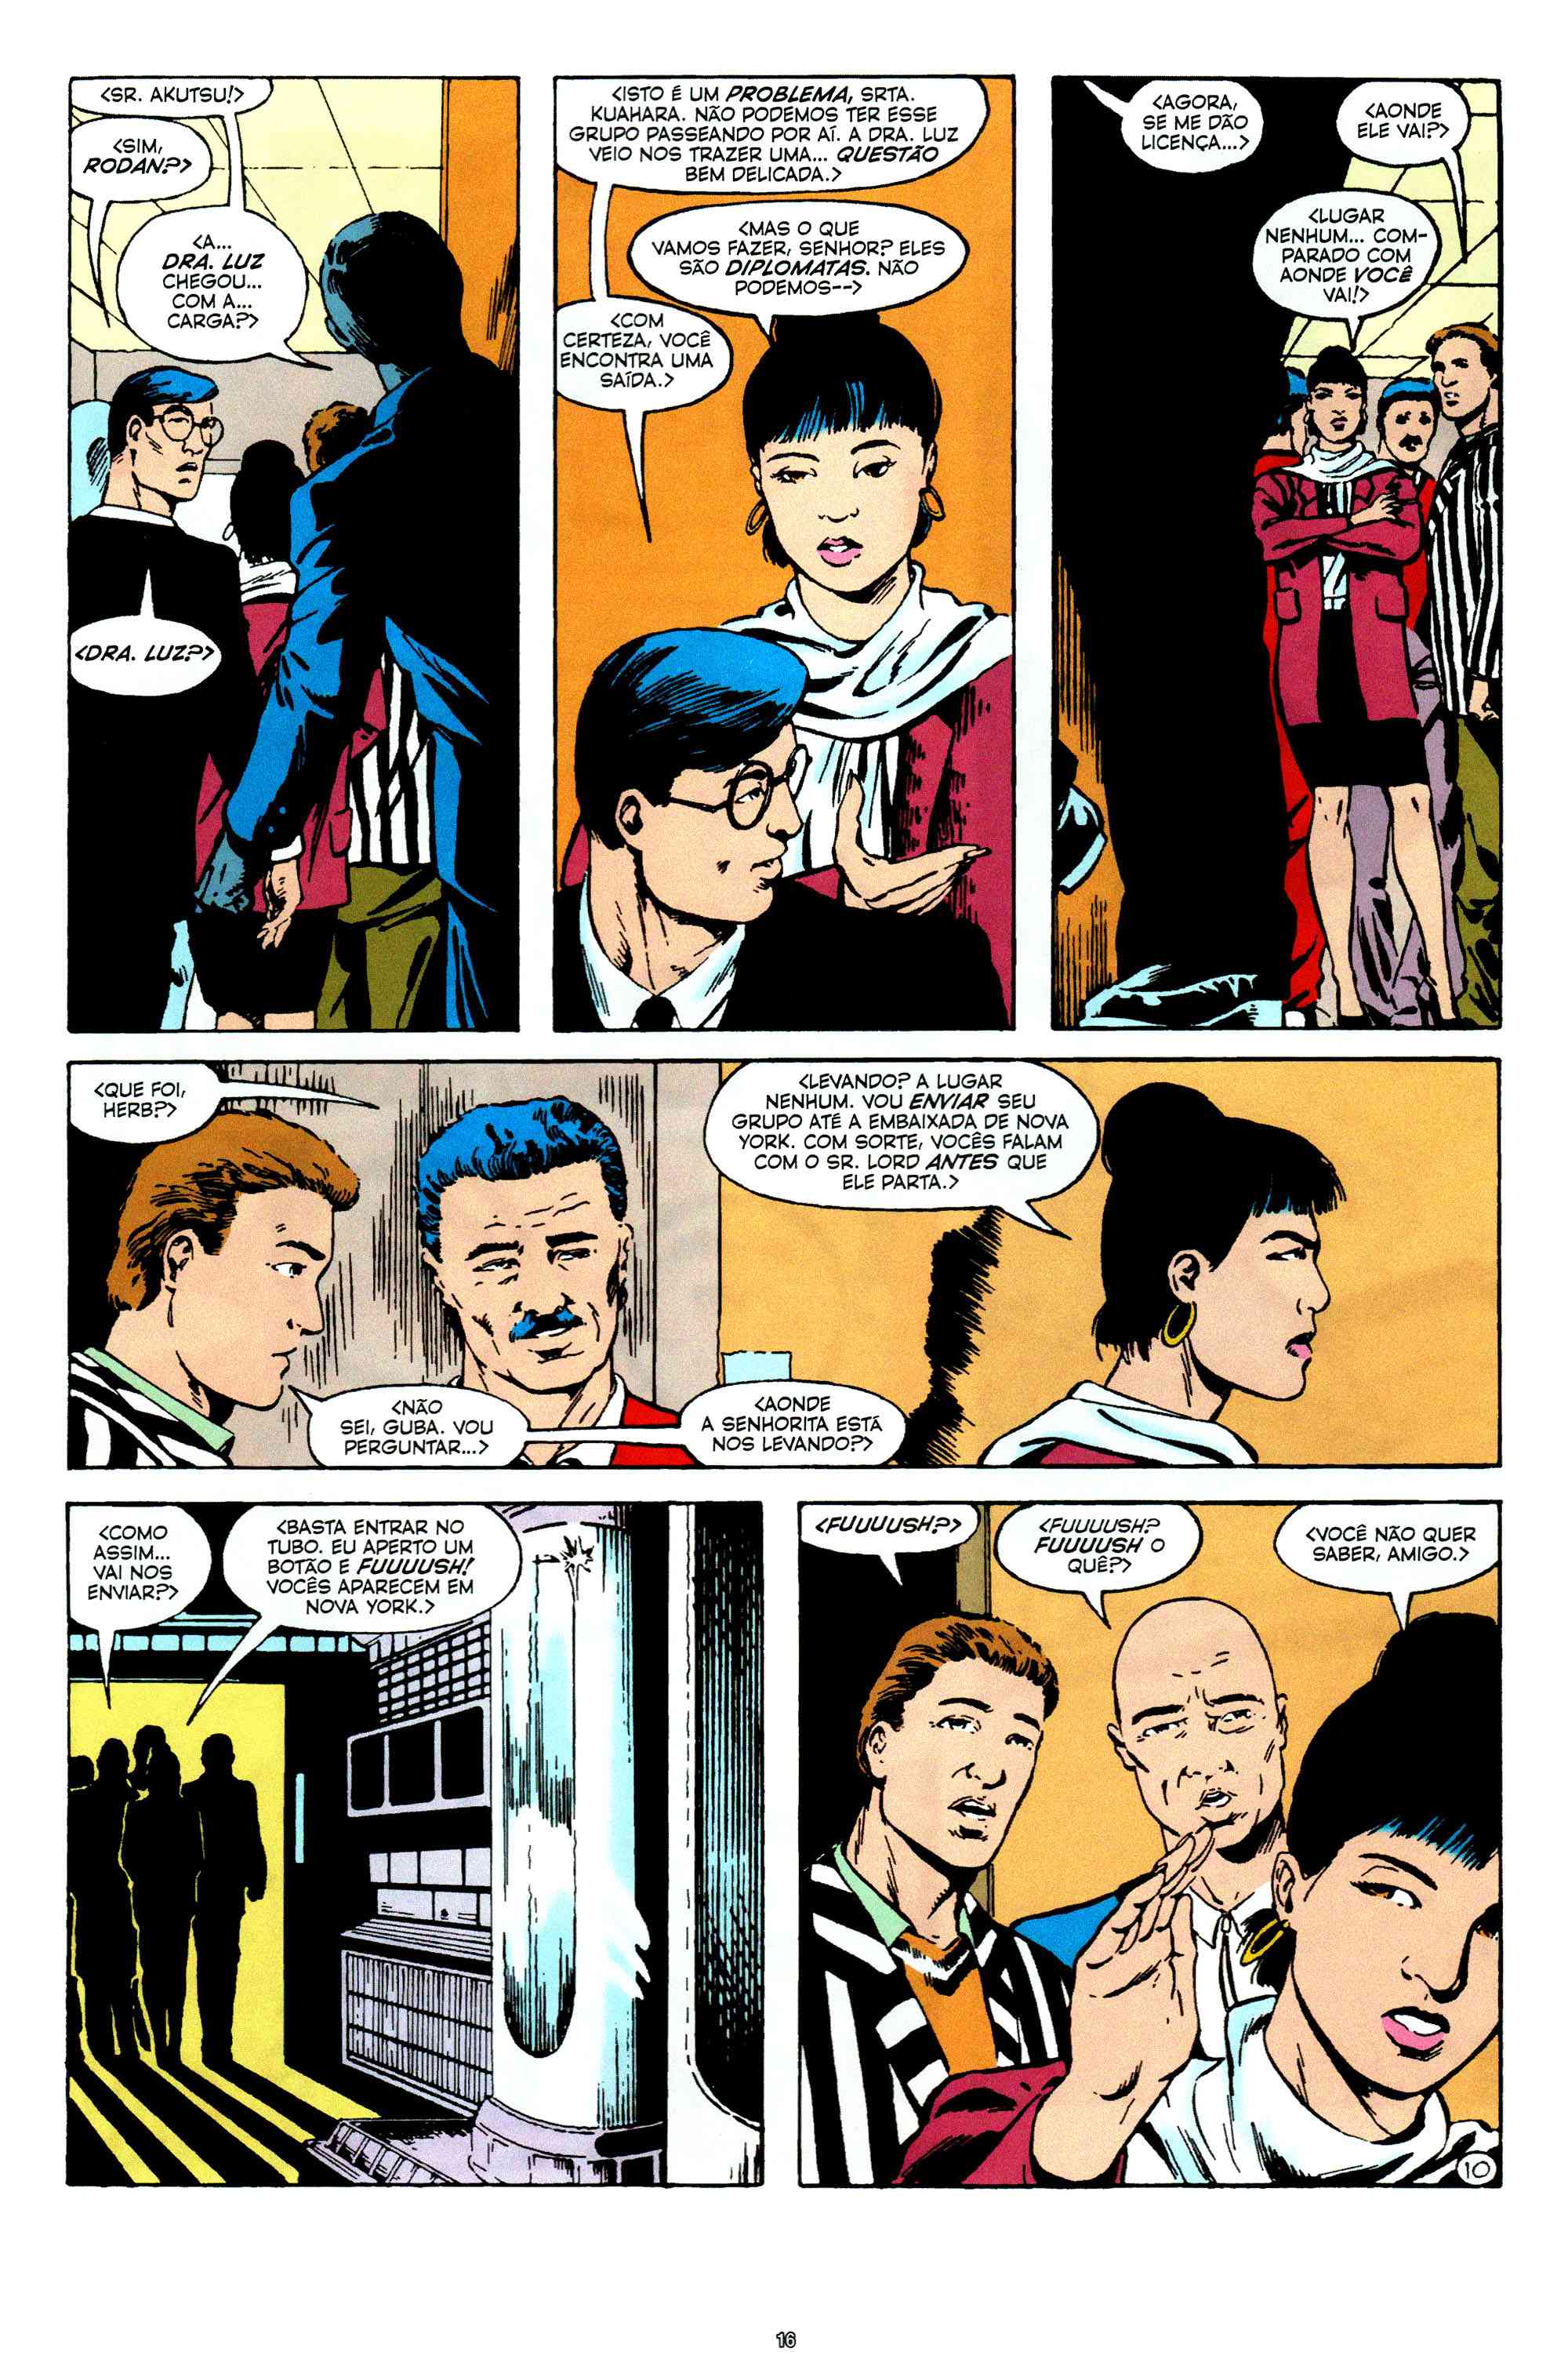 <SR. AKUTSU!>
<SIM,
RODAN?>
<A...
DRA. LUZ
CHEGOU...
COM A...
CARGA?>
<DRA. LUZ?>
<ISTO É UM PROBLEMA, SRTA.
KUAHARA. NÃO PODEMOS TER ESSE
GRUPO PASSEANDO POR AÍ. A DRA. LUZ
VEIO NOS TRAZER UMA... QUESTÃO
BEM DELICADA.>
<MAS O QUE
VAMOS FAZER, SENHOR? ELES
SÃO DIPLOMATAS. NÃO
PODEMOS-->
<COM
CERTEZA, VOCÊ
ENCONTRA UMA
SAÍDA.>
<AGORA,
SE ME DÃO
LICENÇA...>
<AONDE
ELE VAI?>
<LUGAR
NENHUM... COM-
PARADO COM
AONDE VOCÊ
VAI!>
<QUE FOI,
HERB?>
<NÃO
SEI, GUBA. VOU
PERGUNTAR...>
<AONDE
A SENHORITA ESTÁ
NOS LEVANDO?>
<LEVANDO? A LUGAR
NENHUM. VOU ENVIAR SEU
GRUPO ATÉ A EMBAIXADA DE NOVA
YORK. COM SORTE, VOCÊS FALAM
COM O SR. LORD ANTES QUE
ELE PARTA.>
<COMO
ASSIM...
VAI NOS
ENVIAR?>
<BASTA ENTRAR NO
TUBO. EU APERTO UM
BOTÃO E FUUUUSH!
VOCÊS APARECEM EM
NOVA YORK.>
<FUUUUSH?>
<FUUUUSH?
FUUUUSH O
QUÊ?>
<VOCÊ NÃO QUER
SABER, AMIGO.>
10
16